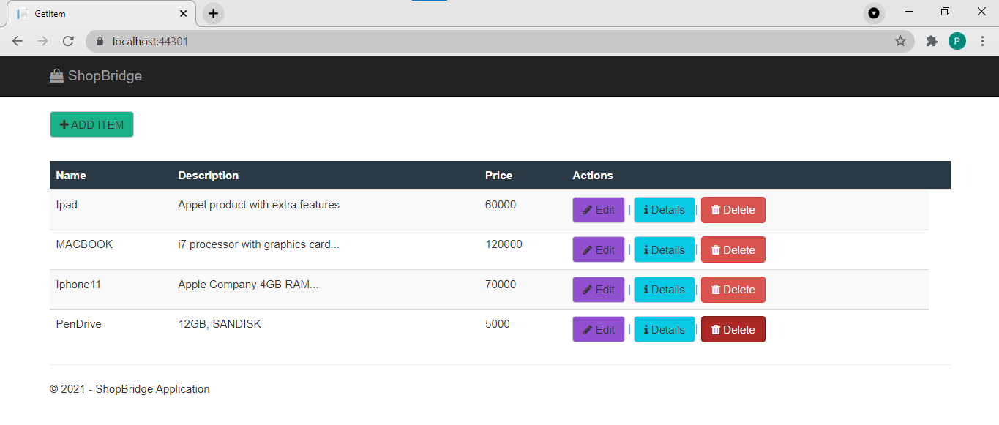 GetItem
localhost:44301
P
ShopBridge
ADD ITEM
Name Description Price Actions
Ipad Appel product with extra features 60000 Edit | Details | Delete
MACBOOK i7 processor with graphics card... 120000 Edit | Details | Delete
Iphone11 Apple Company 4GB RAM... 70000 Edit | Details | Delete
PenDrive 12GB, SANDISK 5000 Edit | Details | Delete
© 2021 - ShopBridge Application